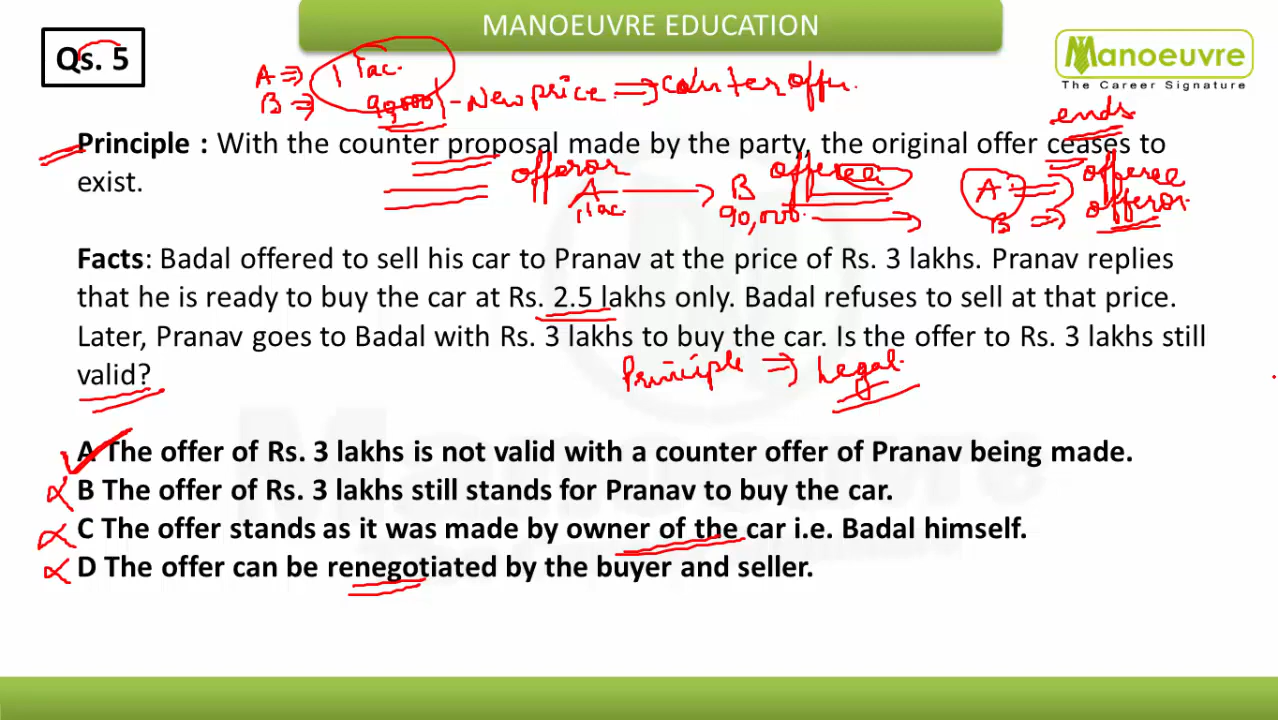 MANOEUVRE EDUCATION
Qs. 5
Manoeuvre
The Career Signature
A ⇒ 1 lac.
B ⇒ 90,000 - New price ⇒ counter offer.
ends
Principle : With the counter proposal made by the party, the original offer ceases to
exist.
offeror A → B offeree A ⇒ offeree
1 lac. 90,000. → B ⇒ offeror
Facts: Badal offered to sell his car to Pranav at the price of Rs. 3 lakhs. Pranav replies
that he is ready to buy the car at Rs. 2.5 lakhs only. Badal refuses to sell at that price.
Later, Pranav goes to Badal with Rs. 3 lakhs to buy the car. Is the offer to Rs. 3 lakhs still
valid?
Principle ⇒ Legal.
A The offer of Rs. 3 lakhs is not valid with a counter offer of Pranav being made.
B The offer of Rs. 3 lakhs still stands for Pranav to buy the car.
C The offer stands as it was made by owner of the car i.e. Badal himself.
D The offer can be renegotiated by the buyer and seller.